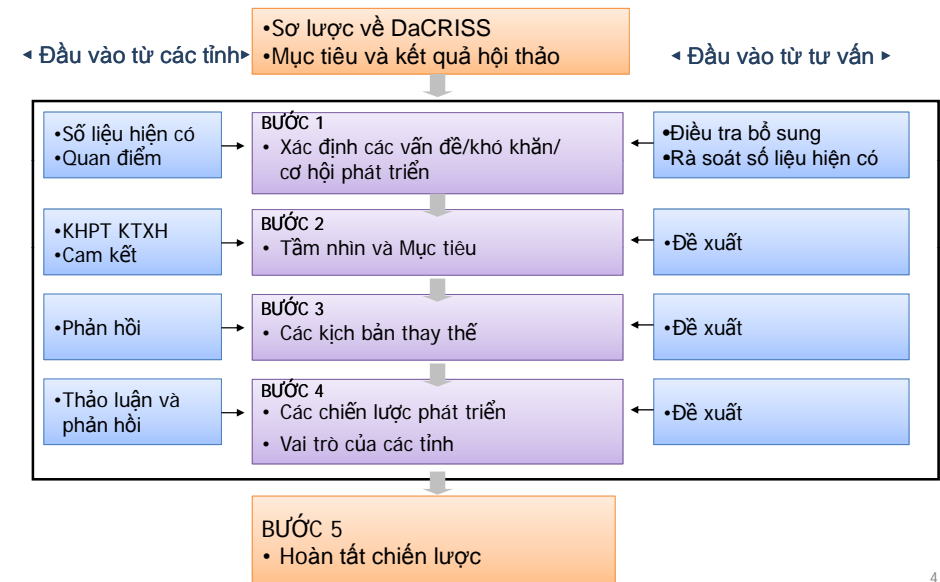 •Sơ lược về DaCRISS
•Mục tiêu và kết quả hội thảo
◂ Đầu vào từ các tỉnh▸
◂ Đầu vào từ tư vấn ▸
•Số liệu hiện có
•Quan điểm
BƯỚC 1
• Xác định các vấn đề/khó khăn/
cơ hội phát triển
•Điều tra bổ sung
•Rà soát số liệu hiện có
•KHPT KTXH
•Cam kết
BƯỚC 2
• Tầm nhìn và Mục tiêu
•Đề xuất
•Phản hồi
BƯỚC 3
• Các kịch bản thay thế
•Đề xuất
•Thảo luận và
phản hồi
BƯỚC 4
• Các chiến lược phát triển
• Vai trò của các tỉnh
•Đề xuất
BƯỚC 5
• Hoàn tất chiến lược
4